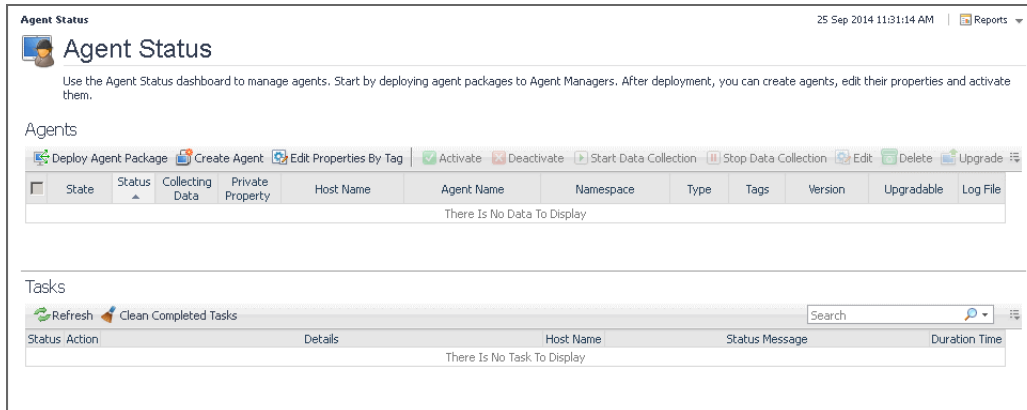 Agent Status
25 Sep 2014 11:31:14 AM
Reports
Agent Status
Use the Agent Status dashboard to manage agents. Start by deploying agent packages to Agent Managers. After deployment, you can create agents, edit their properties and activate
them.
Agents
Deploy Agent Package Create Agent Edit Properties By Tag Activate Deactivate Start Data Collection Stop Data Collection Edit Delete Upgrade
State Status Collecting Data Private Property Host Name Agent Name Namespace Type Tags Version Upgradable Log File
There Is No Data To Display
Tasks
Refresh Clean Completed Tasks Search
Status Action Details Host Name Status Message Duration Time
There Is No Task To Display